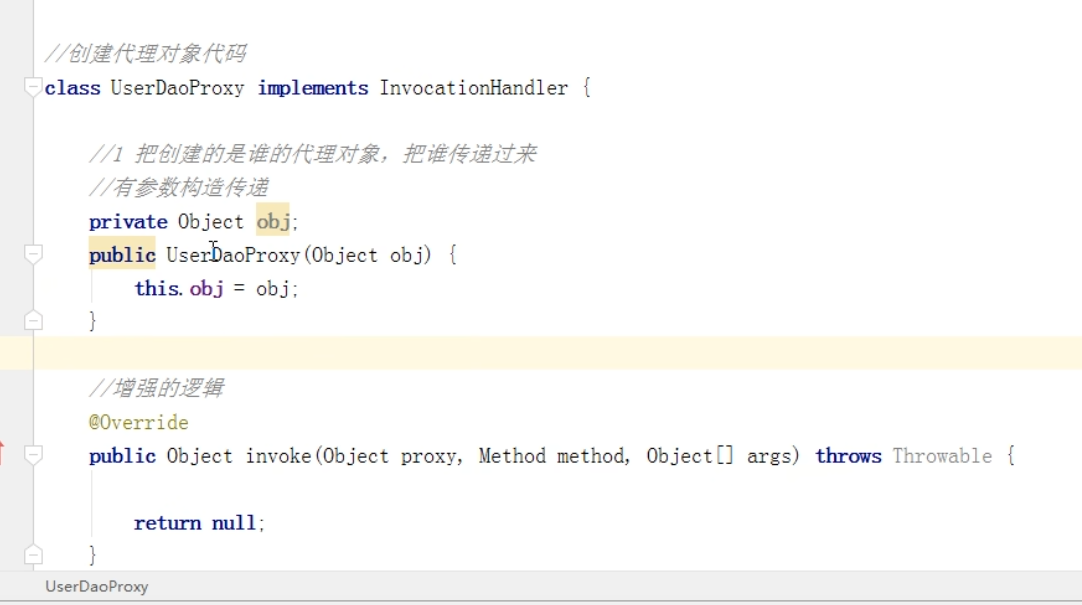 //创建代理对象代码
class UserDaoProxy implements InvocationHandler {
//1 把创建的是谁的代理对象，把谁传递过来
//有参数构造传递
private Object obj;
public UserDaoProxy(Object obj) {
this.obj = obj;
}
//增强的逻辑
@Override
public Object invoke(Object proxy, Method method, Object[] args) throws Throwable {
return null;
}
UserDaoProxy